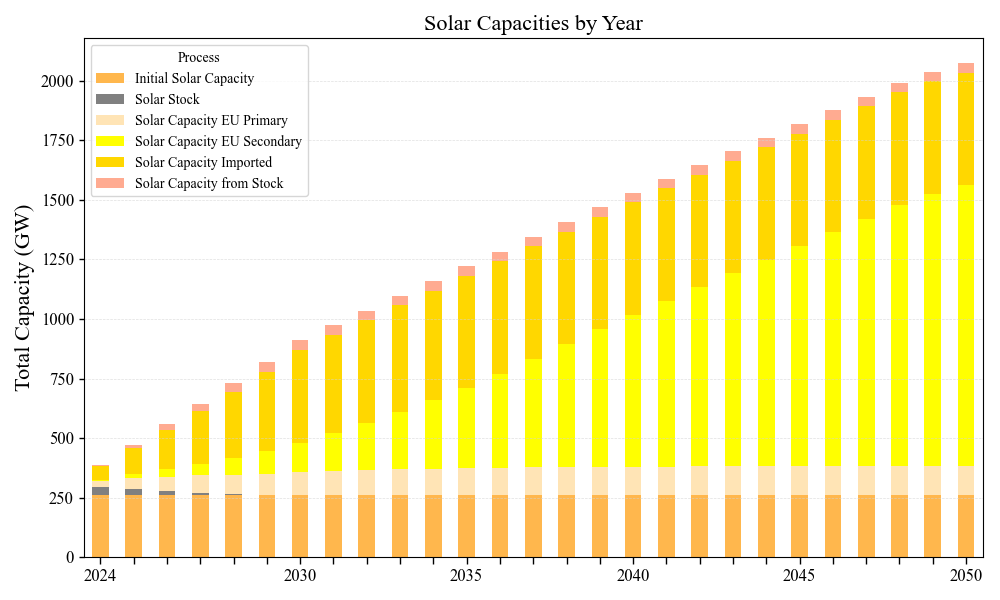 Solar Capacities by Year
Total Capacity (GW)
2000
1750
1500
1250
1000
750
500
250
0
Process
Initial Solar Capacity
Solar Stock
Solar Capacity EU Primary
Solar Capacity EU Secondary
Solar Capacity Imported
Solar Capacity from Stock
2024 2030 2035 2040 2045 2050